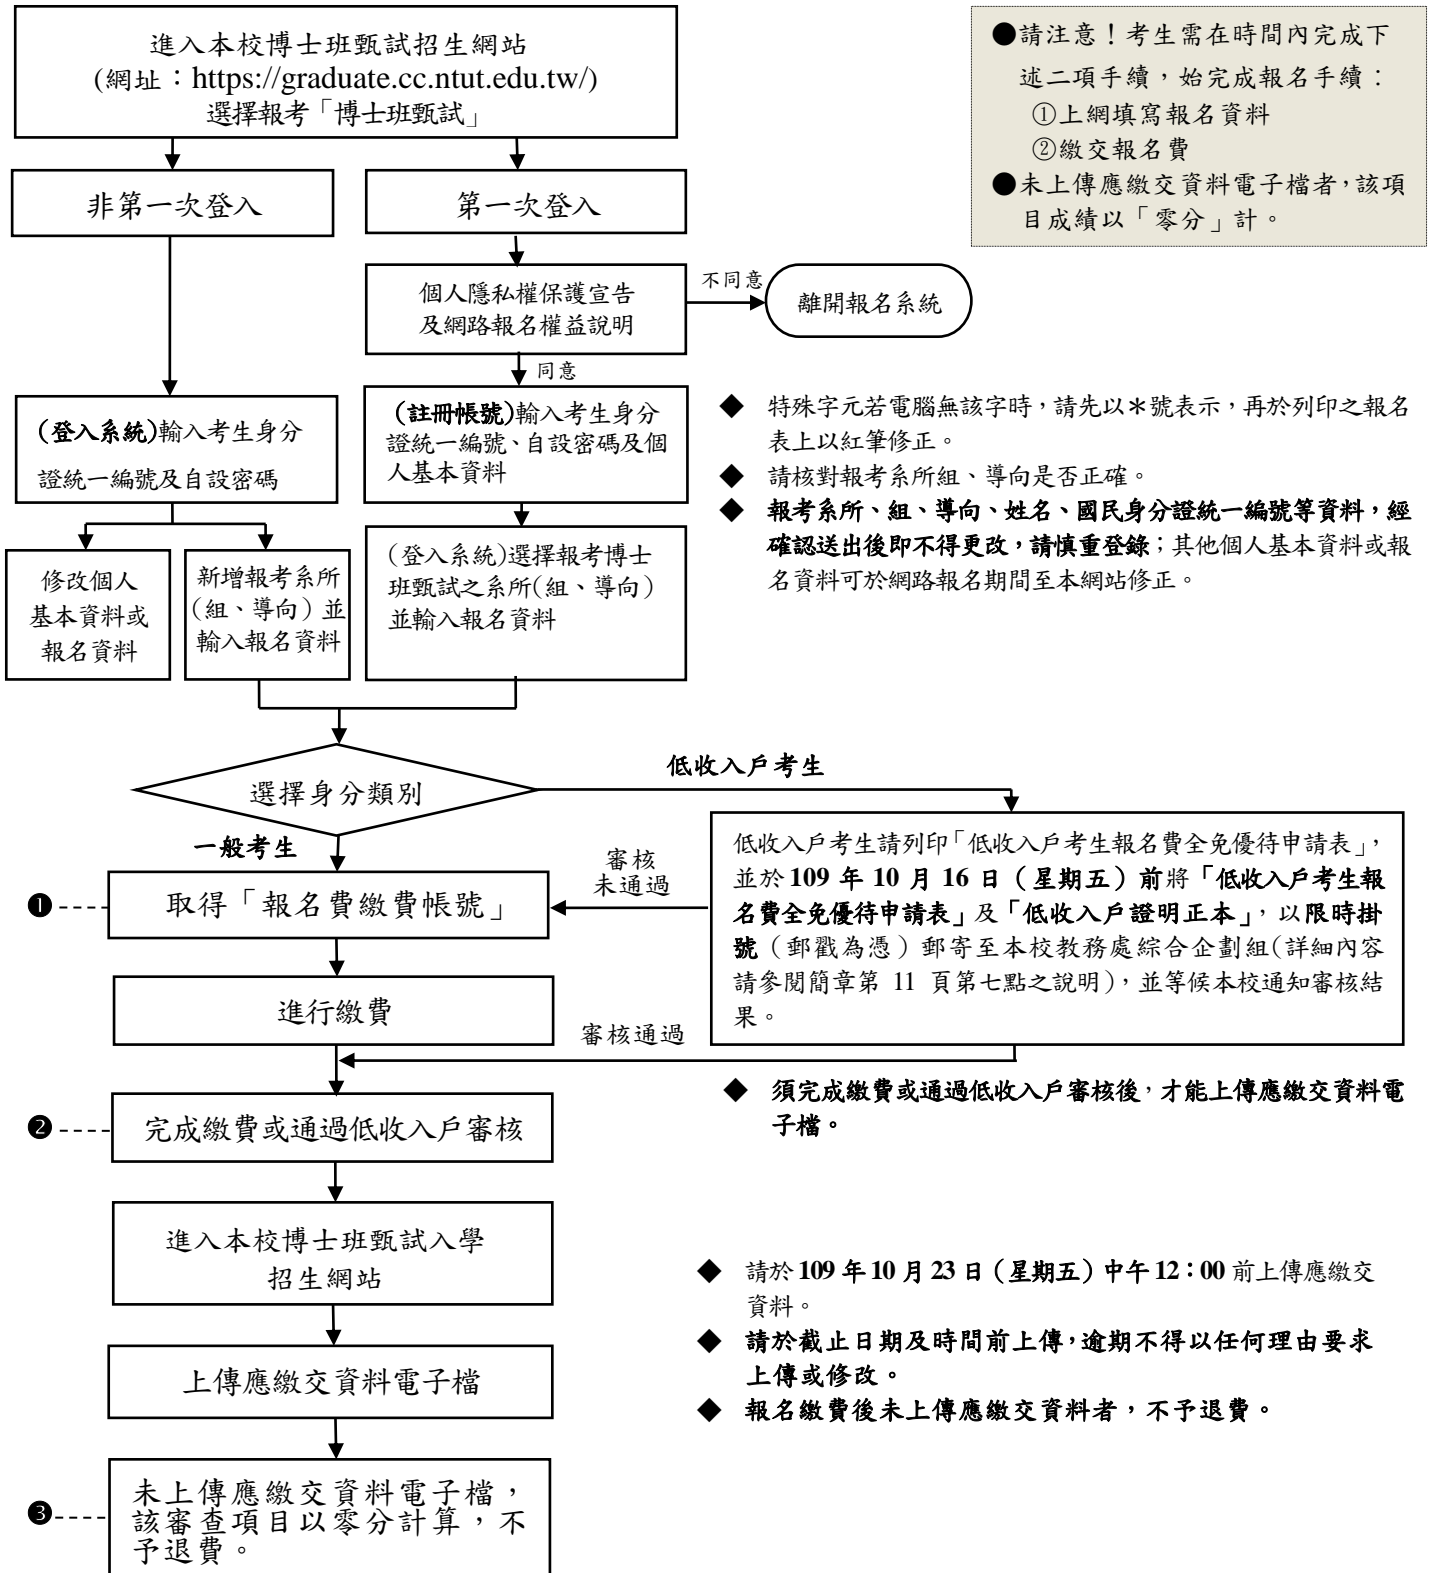 進入本校博士班甄試招生網站
(網址：https://graduate.cc.ntut.edu.tw/)
選擇報考「博士班甄試」
●請注意！考生需在時間內完成下
述二項手續，始完成報名手續：
①上網填寫報名資料
②繳交報名費
●未上傳應繳交資料電子檔者，該項
目成績以「零分」計。
非第一次登入
第一次登入
個人隱私權保護宣告
及網路報名權益說明
不同意
離開報名系統
同意
(登入系統)輸入考生身分
證統一編號及自設密碼
(註冊帳號)輸入考生身分
證統一編號、自設密碼及個
人基本資料
◆ 特殊字元若電腦無該字時，請先以＊號表示，再於列印之報名
表上以紅筆修正。
◆ 請核對報考系所組、導向是否正確。
◆ 報考系所、組、導向、姓名、國民身分證統一編號等資料，經
確認送出後即不得更改，請慎重登錄；其他個人基本資料或報
名資料可於網路報名期間至本網站修正。
修改個人
基本資料或
報名資料
新增報考系所
(組、導向)並
輸入報名資料
(登入系統)選擇報考博士
班甄試之系所(組、導向)
並輸入報名資料
選擇身分類別
低收入戶考生
一般考生
低收入戶考生請列印「低收入戶考生報名費全免優待申請表」，
並於 109 年 10 月 16 日（星期五）前將「低收入戶考生報
名費全免優待申請表」及「低收入戶證明正本」，以限時掛
號（郵戳為憑）郵寄至本校教務處綜合企劃組(詳細內容
請參閱簡章第 11 頁第七點之說明)，並等候本校通知審核結
果。
審核
未通過
❶
取得「報名費繳費帳號」
進行繳費
審核通過
◆ 須完成繳費或通過低收入戶審核後，才能上傳應繳交資料電
子檔。
❷
完成繳費或通過低收入戶審核
進入本校博士班甄試入學
招生網站
◆ 請於 109 年 10 月 23 日（星期五）中午 12：00 前上傳應繳交
資料。
◆ 請於截止日期及時間前上傳，逾期不得以任何理由要求
上傳或修改。
◆ 報名繳費後未上傳應繳交資料者，不予退費。
上傳應繳交資料電子檔
❸
未上傳應繳交資料電子檔，
該審查項目以零分計算，不
予退費。